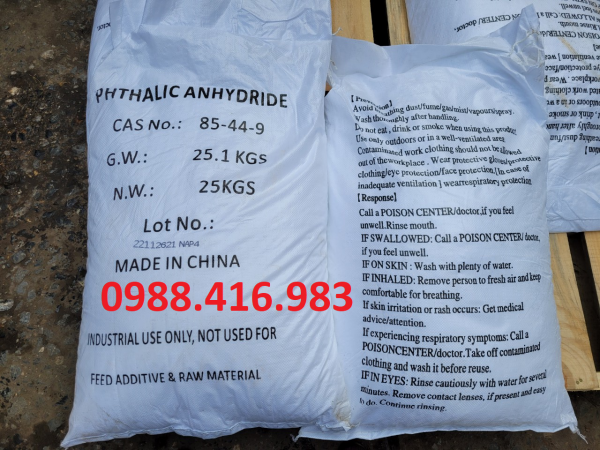 PHTHALIC ANHYDRIDE
CAS No.: 85-44-9
G.W.: 25.1 KGs
N.W.: 25KGS
Lot No.:
22112621 NAP4
MADE IN CHINA
0988.416.983
INDUSTRIAL USE ONLY, NOT USED FOR
FEED ADDITIVE & RAW MATERIAL
Avoid breathing dust/fume/gas/mist/vapours/spray.
Wash thoroughly after handling.
Do not eat , drink or smoke when using this product
Use only outdoors or in a well-ventilated area
Contaminated work clothing should not be allowed
out of the workplace . Wear protective gloves/protective
clothing/eye protection/face protection.[In case of
inadequate ventilation ] wear respiratory protection
[Response]
Call a POISON CENTER/doctor,if you feel
unwell.Rinse mouth.
IF SWALLOWED: Call a POISON CENTER/ doctor,
if you feel unwell.
IF ON SKIN : Wash with plenty of water.
IF INHALED: Remove person to fresh air and keep
comfortable for breathing.
If skin irritation or rash occurs: Get medical
advice/attention.
If experiencing respiratory symptoms: Call a
POISONCENTER/doctor.Take off contaminated
clothing and wash it before reuse.
IF IN EYES: Rinse cautiously with water for several
minutes. Remove contact lenses, if present and easy
to do. Continue rinsing.